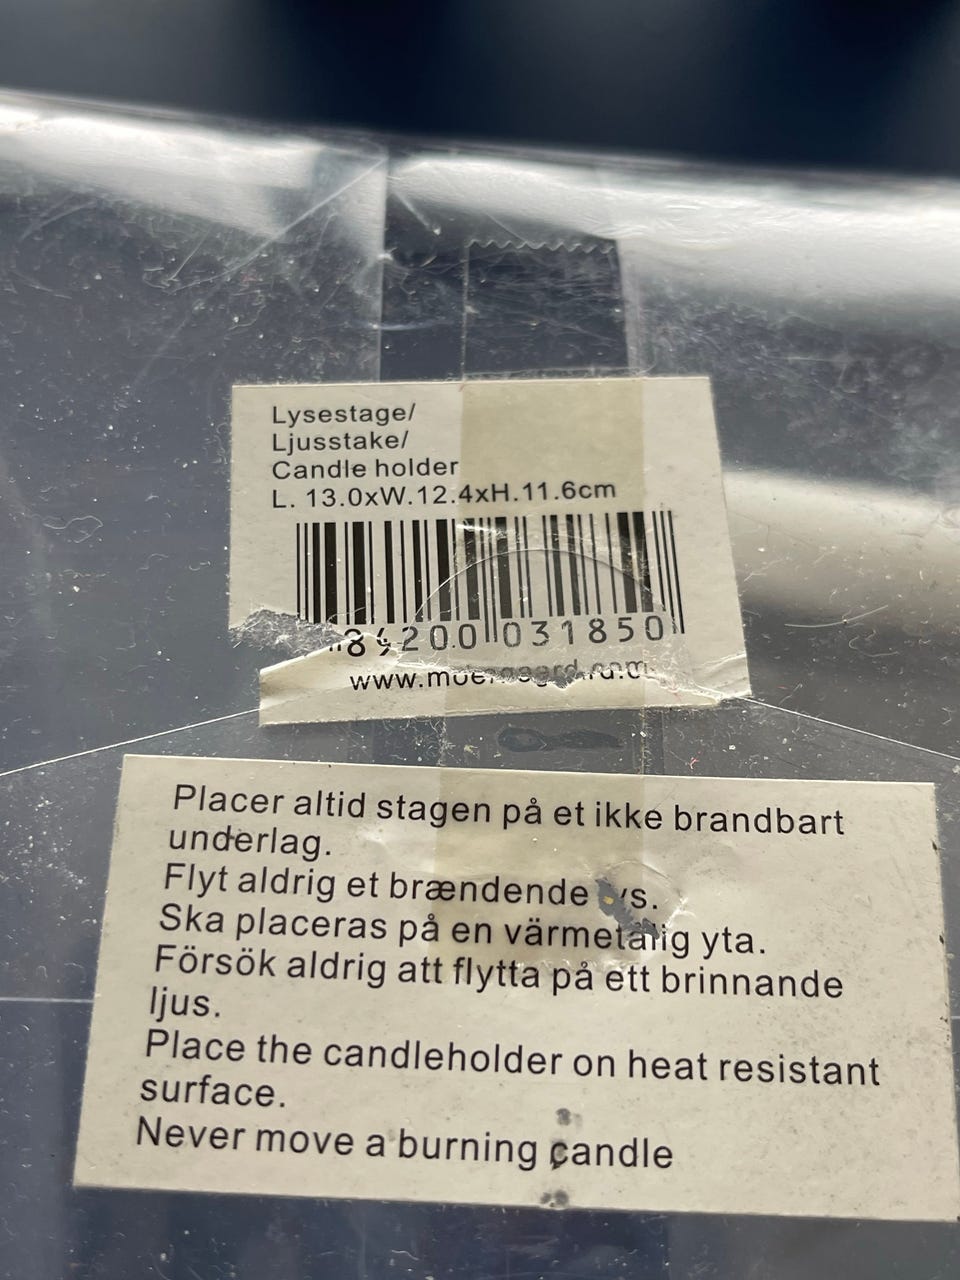 Lysestage/
Ljusstake/
Candle holder
L. 13.0xW.12.4xH.11.6cm
200 031850
Placer altid stagen på et ikke brandbart
underlag.
Flyt aldrig et brændende
Ska placeras på en värmetålig yta.
Försök aldrig att flytta på ett brinnande
ljus.
Place the candleholder on heat resistant
surface.
Never move a burning candle